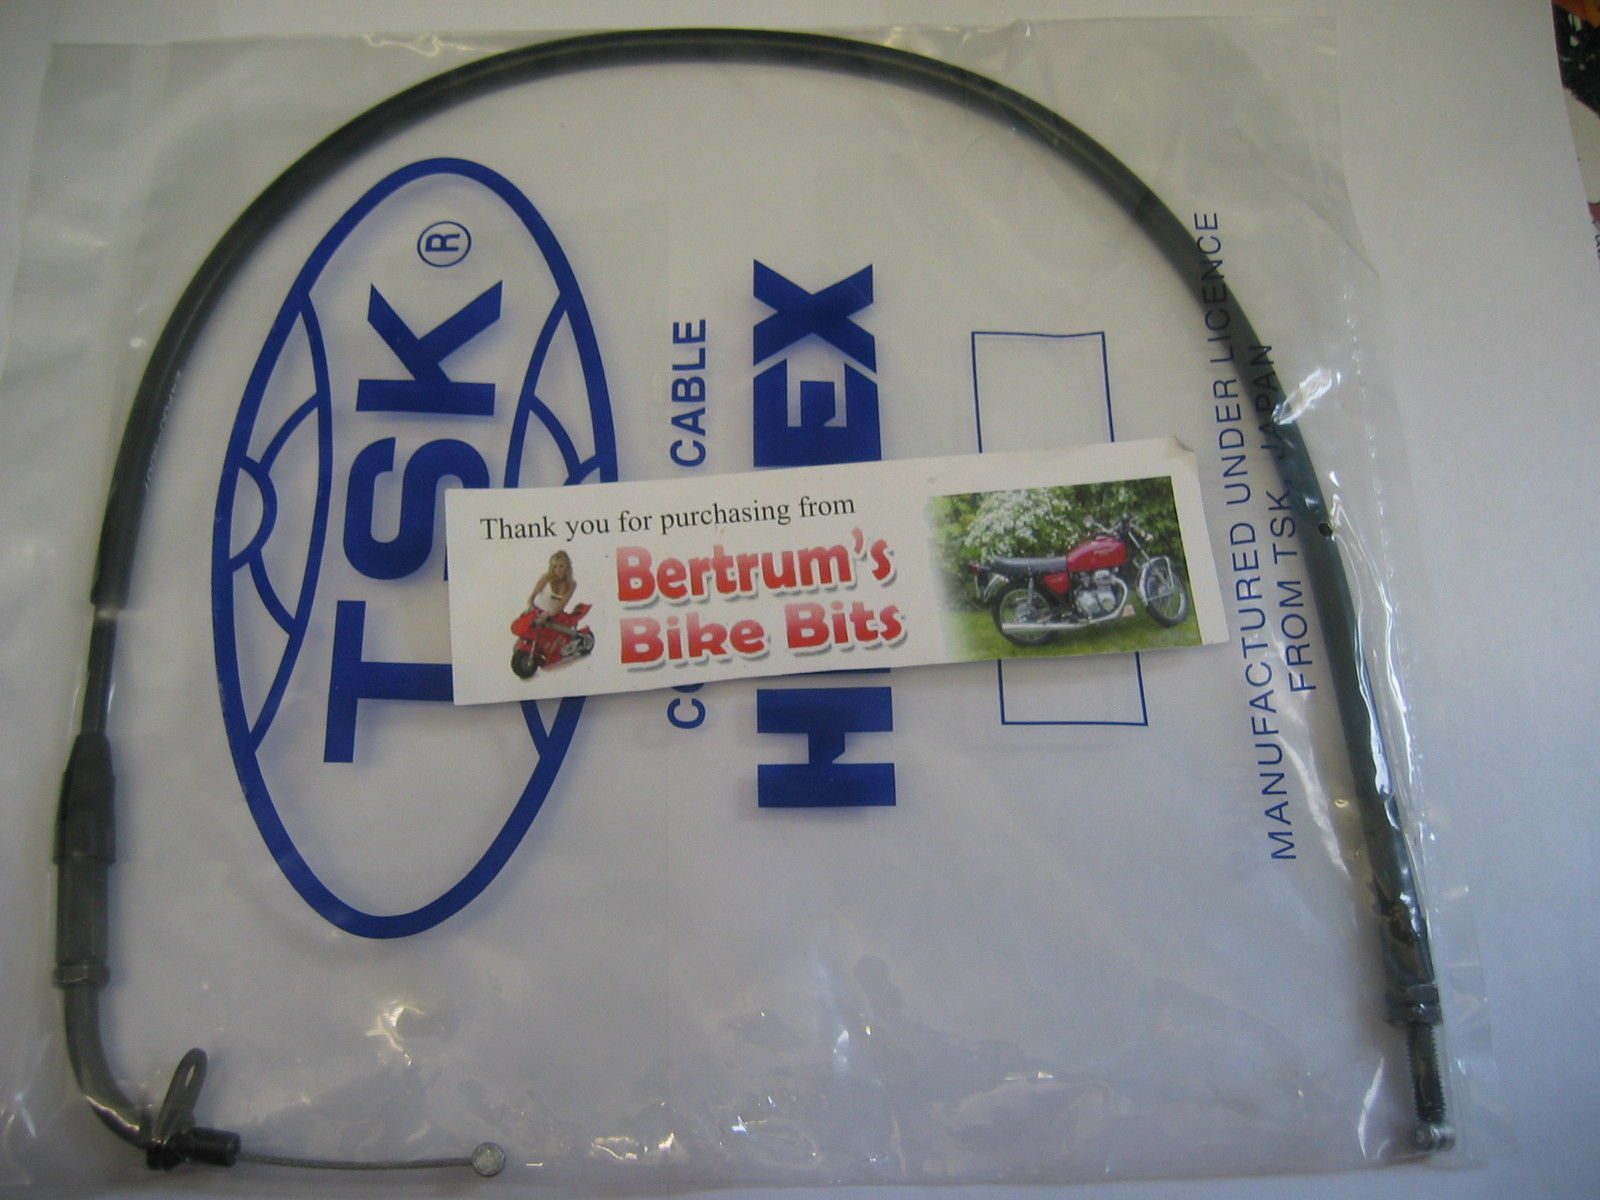 TSK®
CABLE
Thank you for purchasing from
Bertrum's
Bike Bits
MANUFACTURED UNDER LICENCE
FROM TSK, JAPAN